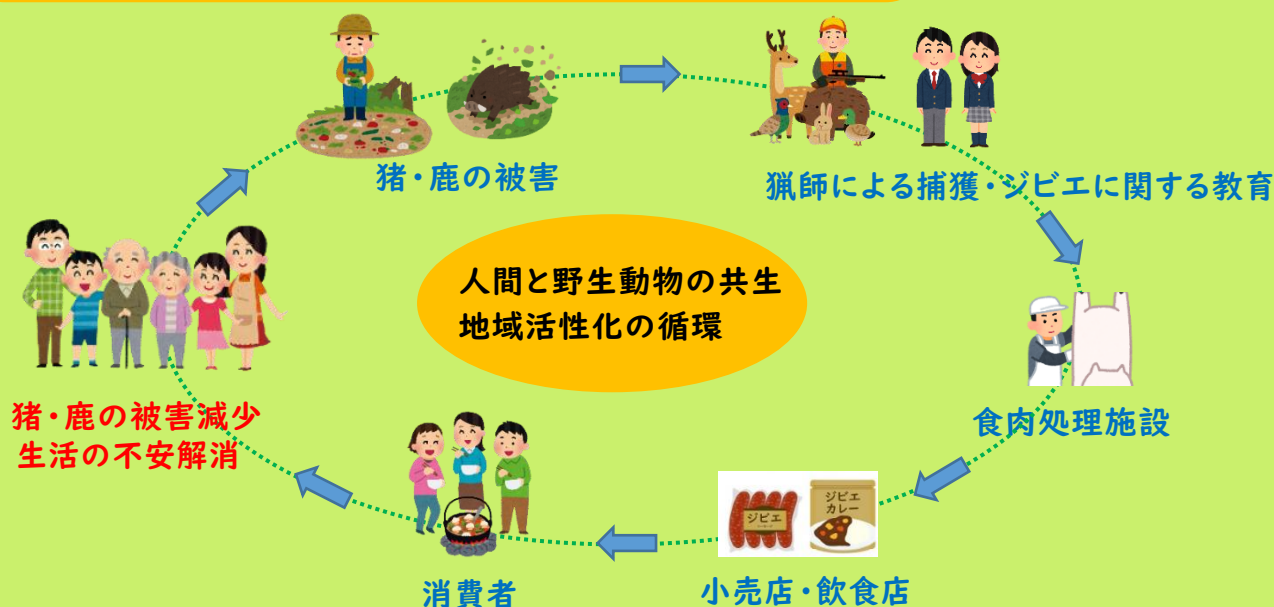 猪・鹿の被害
猟師による捕獲・ジビエに関する教育
人間と野生動物の共生
地域活性化の循環
食肉処理施設
猪・鹿の被害減少
生活の不安解消
ジビエ
ジビエ
カレー
消費者
小売店・飲食店